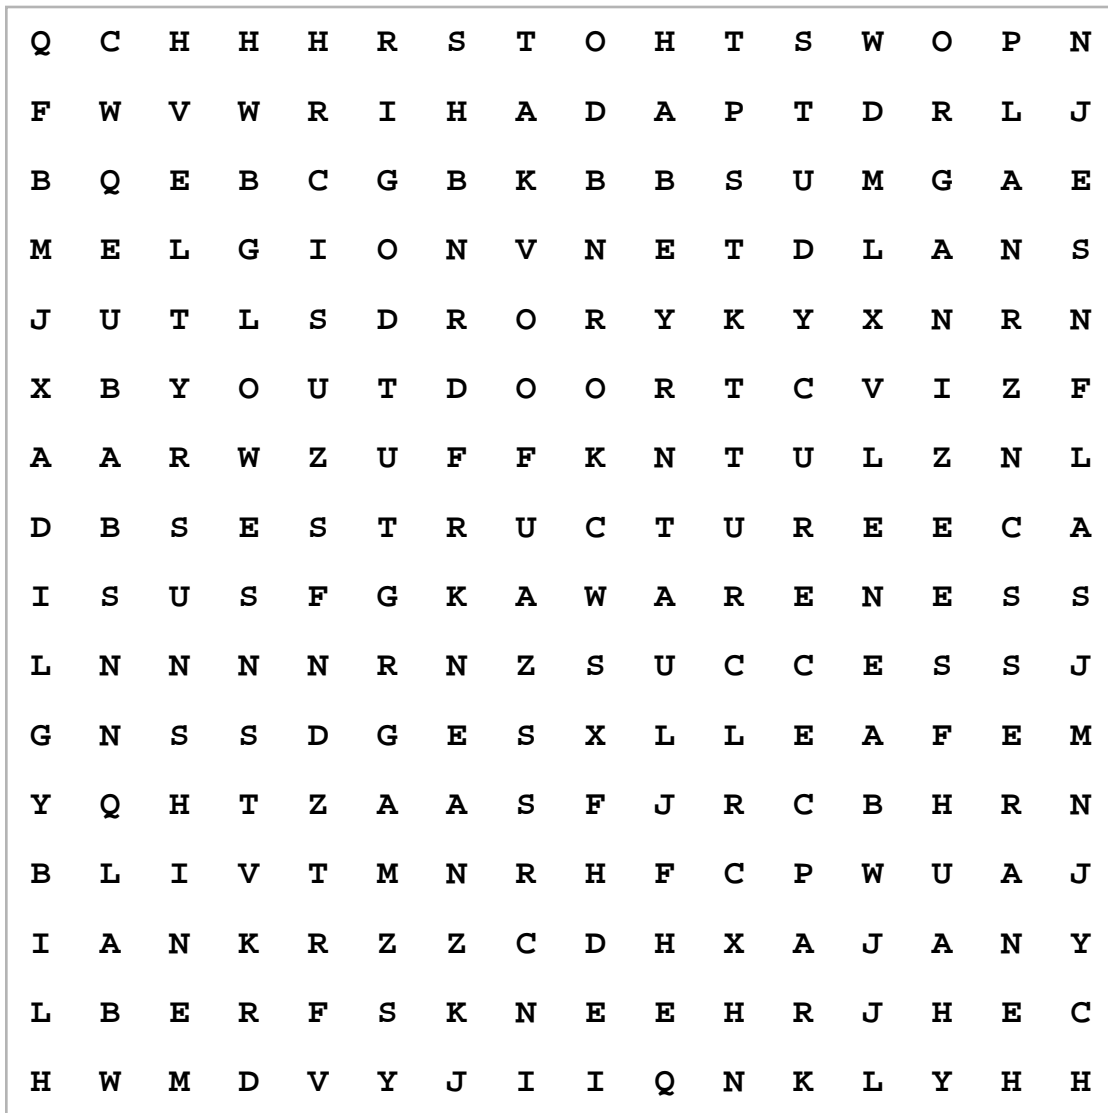 Q C H H H R S T O H T S W O P N
F W V W R I H A D A P T D R L J
B Q E B C G B K B B S U M G A E
M E L G I O N V N E T D L A N S
J U T L S D R O R Y K Y X N R N
X B Y O U T D O O R T C V I Z F
A A R W Z U F F K N T U L Z N L
D B S E S T R U C T U R E E C A
I S U S F G K A W A R E N E S S
L N N N N R N Z S U C C E S S J
G N S S D G E S X L L E A F E M
Y Q H T Z A A S F J R C B H R N
B L I V T M N R H F C P W U A J
I A N K R Z Z C D H X A J A N Y
L B E R F S K N E E H R J H E C
H W M D V Y J I I Q N K L Y H H